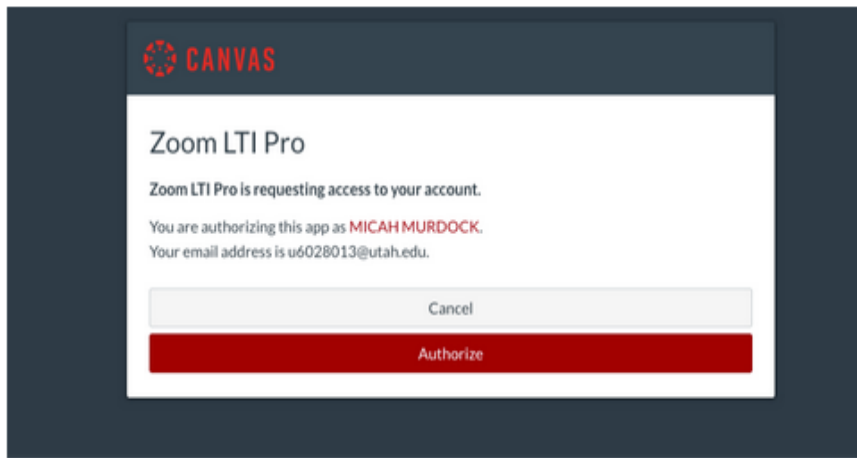 CANVAS
Zoom LTI Pro
Zoom LTI Pro is requesting access to your account.
You are authorizing this app as MICAH MURDOCK.
Your email address is u6028013@utah.edu.
Cancel
Authorize